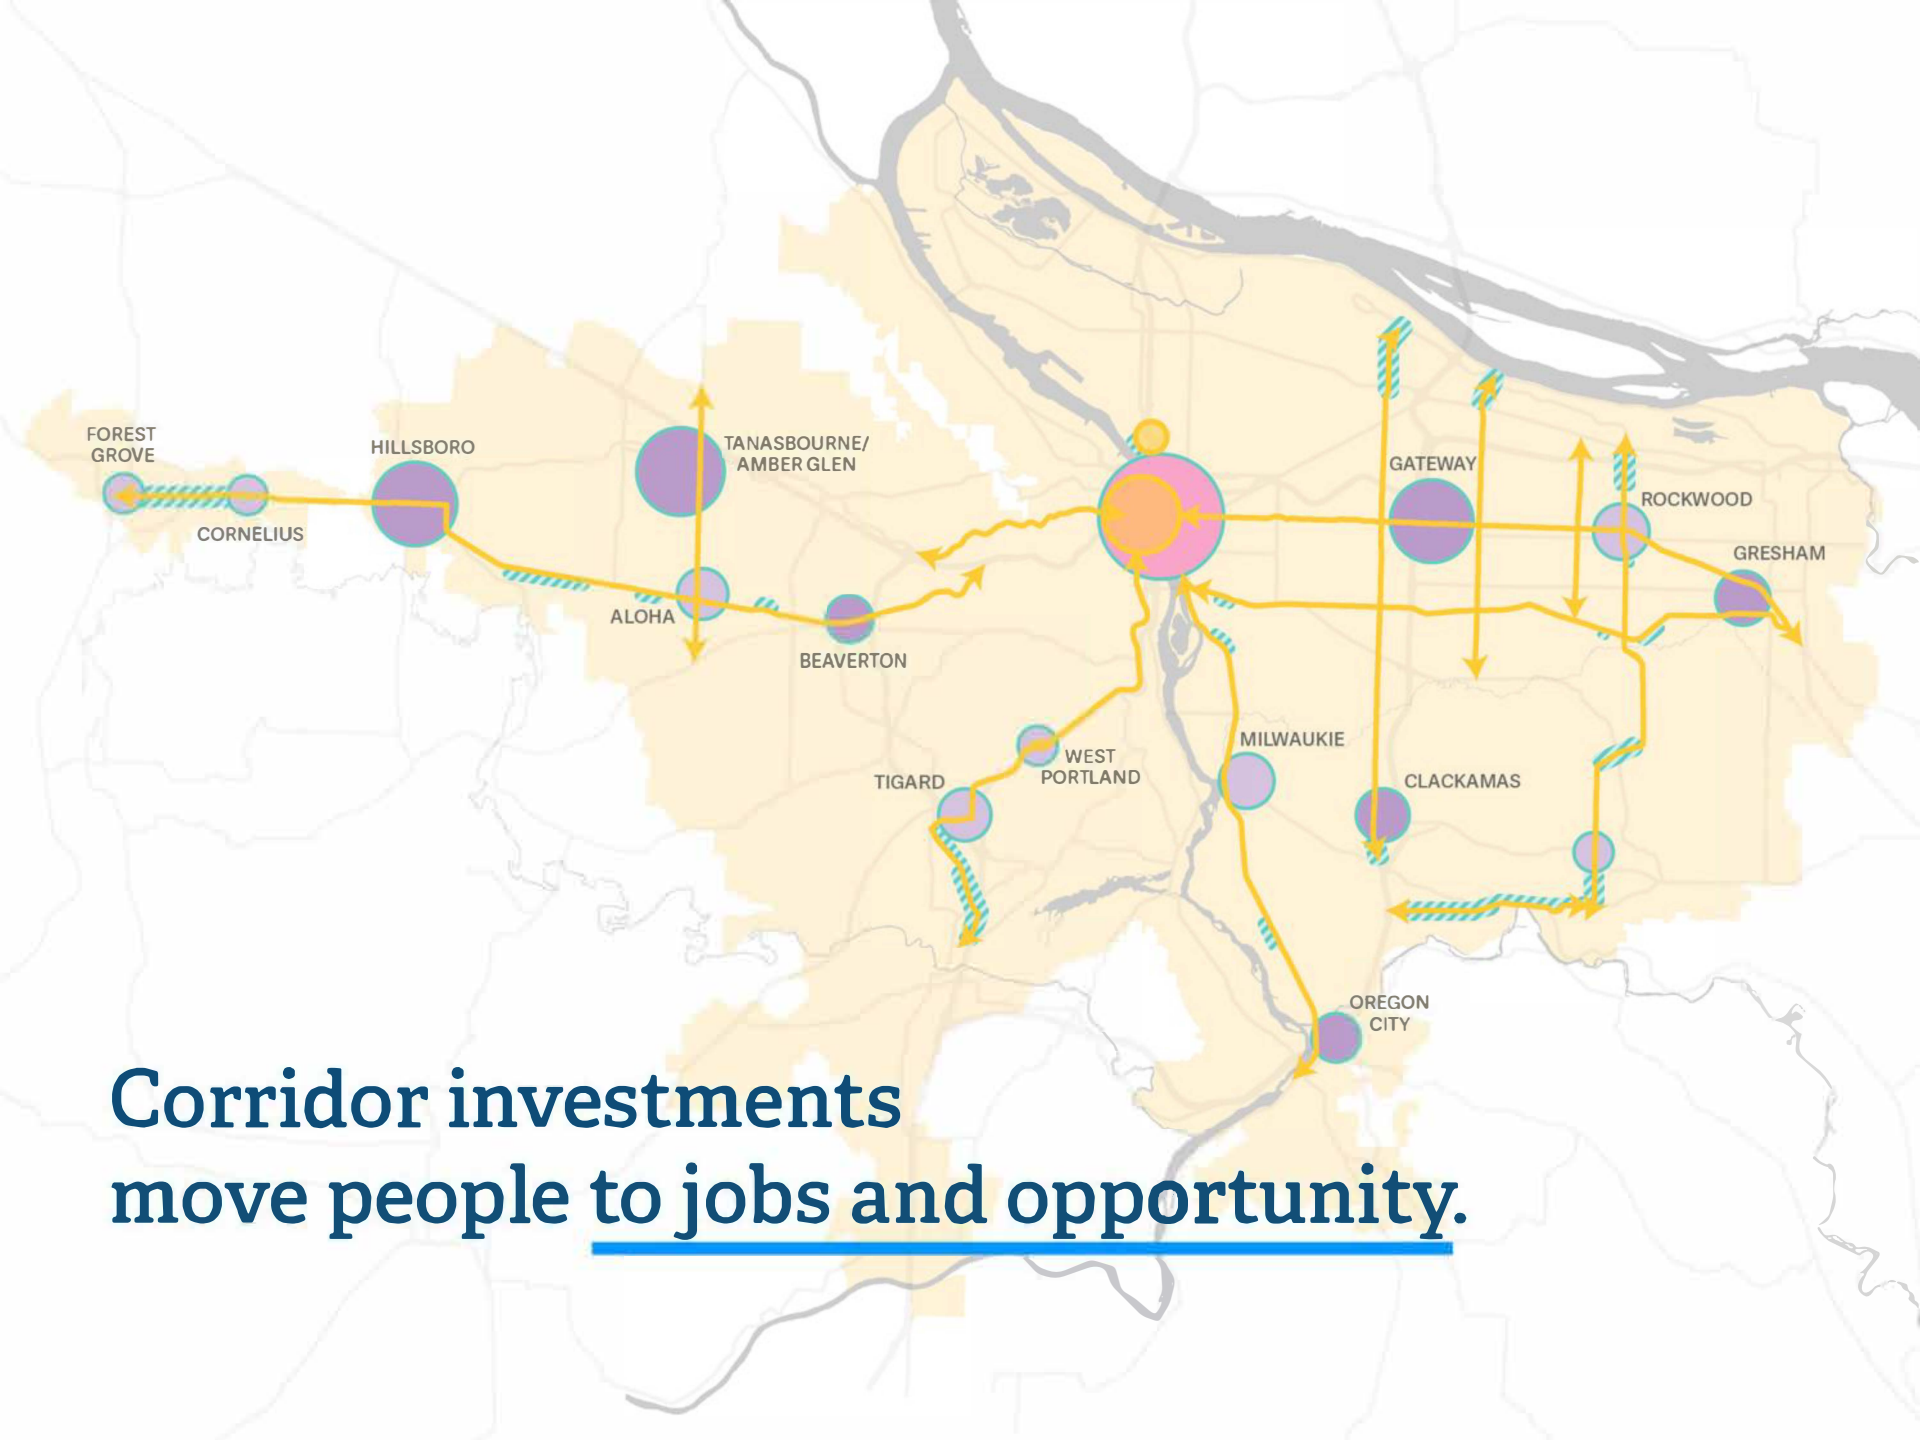 FOREST
GROVE
CORNELIUS
HILLSBORO
TANASBOURNE/
AMBER GLEN
ALOHA
BEAVERTON
GATEWAY
ROCKWOOD
GRESHAM
WEST
PORTLAND
TIGARD
MILWAUKIE
CLACKAMAS
OREGON
CITY
Corridor investments
move people to jobs and opportunity.